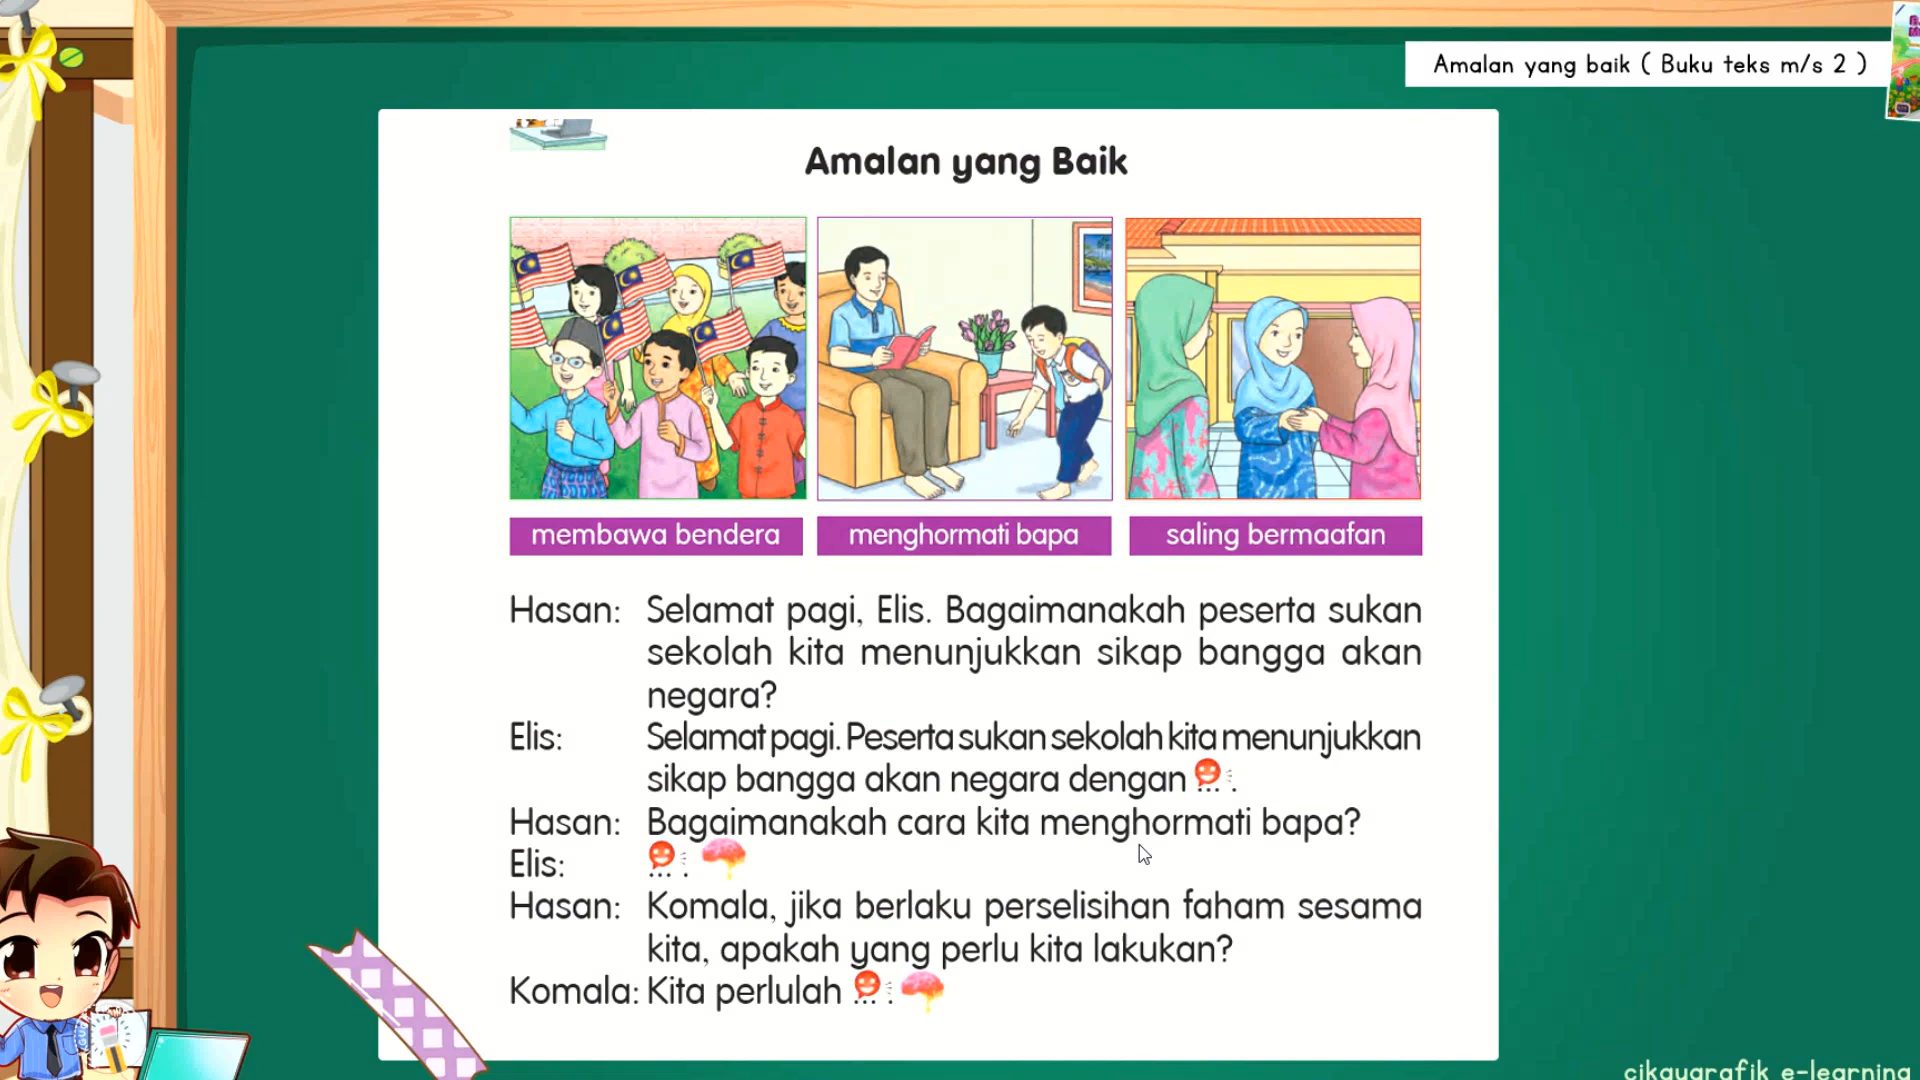 Amalan yang baik ( Buku teks m/s 2 )
Amalan yang Baik
membawa bendera
menghormati bapa
saling bermaafan
Hasan: Selamat pagi, Elis. Bagaimanakah peserta sukan
sekolah kita menunjukkan sikap bangga akan
negara?
Elis: Selamat pagi. Peserta sukan sekolah kita menunjukkan
sikap bangga akan negara dengan ... .
Hasan: Bagaimanakah cara kita menghormati bapa?
Elis: ... .
Hasan: Komala, jika berlaku perselisihan faham sesama
kita, apakah yang perlu kita lakukan?
Komala: Kita perlulah ... .
cikgugrafik e-learning